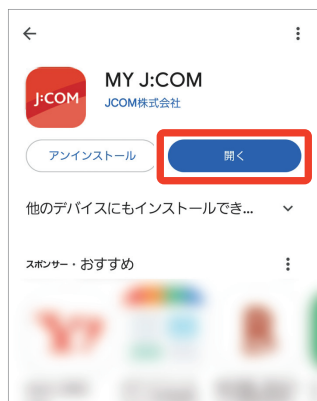 MY J:COM
J:COM
JCOM株式会社
アンインストール
開く
他のデバイスにもインストールでき...
スポンサー・おすすめ